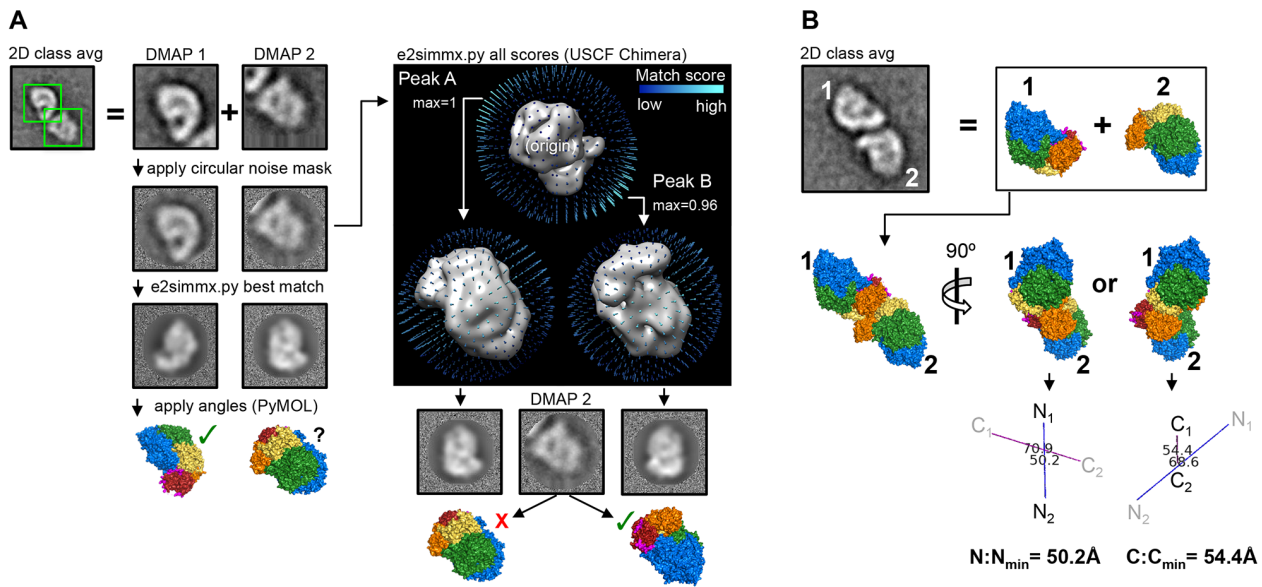 A
2D class avg
DMAP 1
DMAP 2
=
+
apply circular noise mask
e2simmx.py best match
apply angles (PyMOL)
✓
?
e2simmx.py all scores (USCF Chimera)
Peak A
max=1
Match score
low
high
(origin)
Peak B
max=0.96
DMAP 2
X
✓
B
2D class avg
1
2
=
1
+
2
1
2
90º
1
2
or
1
2
N1
C1
70.9
50.2
C2
N2
C1
N1
54.4
68.6
C2
N2
N:Nmin= 50.2Å
C:Cmin= 54.4Å